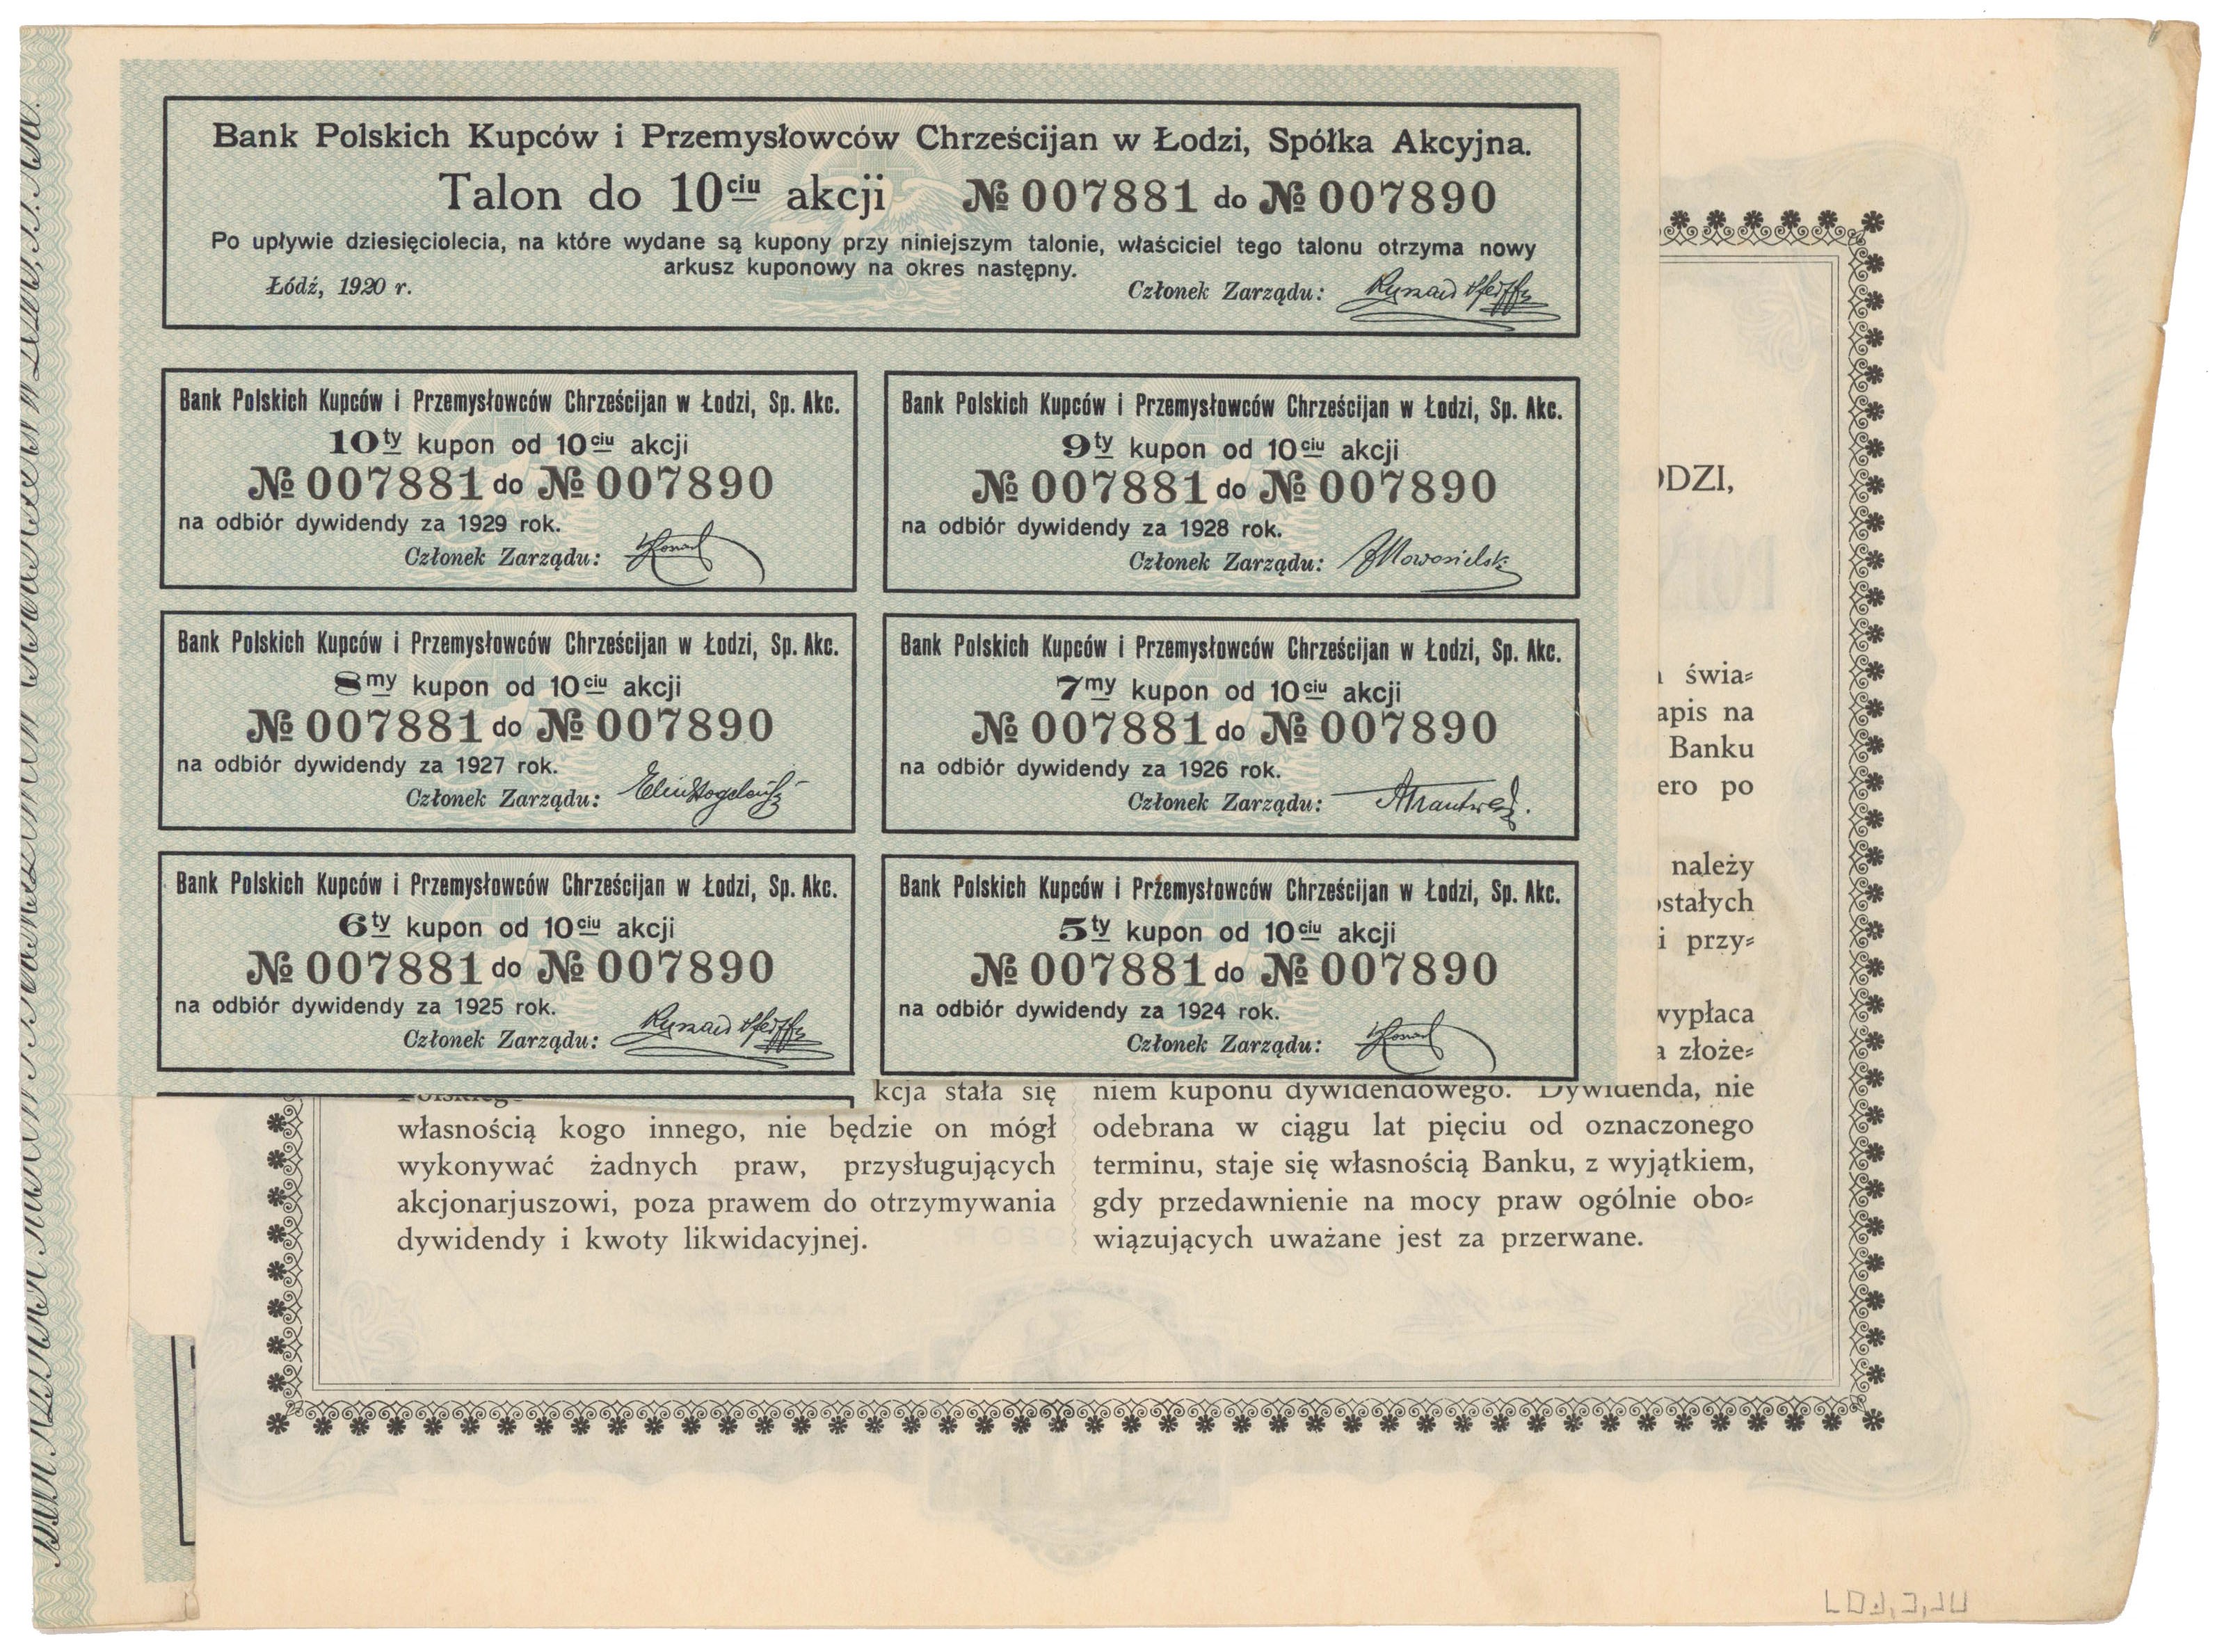 Bank Polskich Kupców i Przemysłowców Chrześcijan w Łodzi, Spółka Akcyjna.
Talon do 10ciu akcji № 007881 do № 007890
Po upływie dziesięciolecia, na które wydane są kupony przy niniejszym talonie, właściciel tego talonu otrzyma nowy
arkusz kuponowy na okres następny.
Łódź, 1920 r.
Członek Zarządu:
Bank Polskich Kupców i Przemysłowców Chrześcijan w Łodzi, Sp. Akc.
10ty kupon od 10ciu akcji
№ 007881 do № 007890
na odbiór dywidendy za 1929 rok.
Członek Zarządu:
Bank Polskich Kupców i Przemysłowców Chrześcijan w Łodzi, Sp. Akc.
9ty kupon od 10ciu akcji
№ 007881 do № 007890
na odbiór dywidendy za 1928 rok.
Członek Zarządu:
Bank Polskich Kupców i Przemysłowców Chrześcijan w Łodzi, Sp. Akc.
8my kupon od 10ciu akcji
№ 007881 do № 007890
na odbiór dywidendy za 1927 rok.
Członek Zarządu:
Bank Polskich Kupców i Przemysłowców Chrześcijan w Łodzi, Sp. Akc.
7my kupon od 10ciu akcji
№ 007881 do № 007890
na odbiór dywidendy za 1926 rok.
Członek Zarządu:
Bank Polskich Kupców i Przemysłowców Chrześcijan w Łodzi, Sp. Akc.
6ty kupon od 10ciu akcji
№ 007881 do № 007890
na odbiór dywidendy za 1925 rok.
Członek Zarządu:
Bank Polskich Kupców i Przemysłowców Chrześcijan w Łodzi, Sp. Akc.
5ty kupon od 10ciu akcji
№ 007881 do № 007890
na odbiór dywidendy za 1924 rok.
Członek Zarządu:
kcja stała się
własnością kogo innego, nie będzie on mógł
wykonywać żadnych praw, przysługujących
akcjonarjuszowi, poza prawem do otrzymywania
dywidendy i kwoty likwidacyjnej.
ODZI,
świa=
apis na
Banku
ero po
należy
ostałych
i przy=
wypłaca
a złoże=
niem kuponu dywidendowego. Dywidenda, nie
odebrana w ciągu lat pięciu od oznaczonego
terminu, staje się własnością Banku, z wyjątkiem,
gdy przedawnienie na mocy praw ogólnie obo=
wiązujących uważane jest za przerwane.